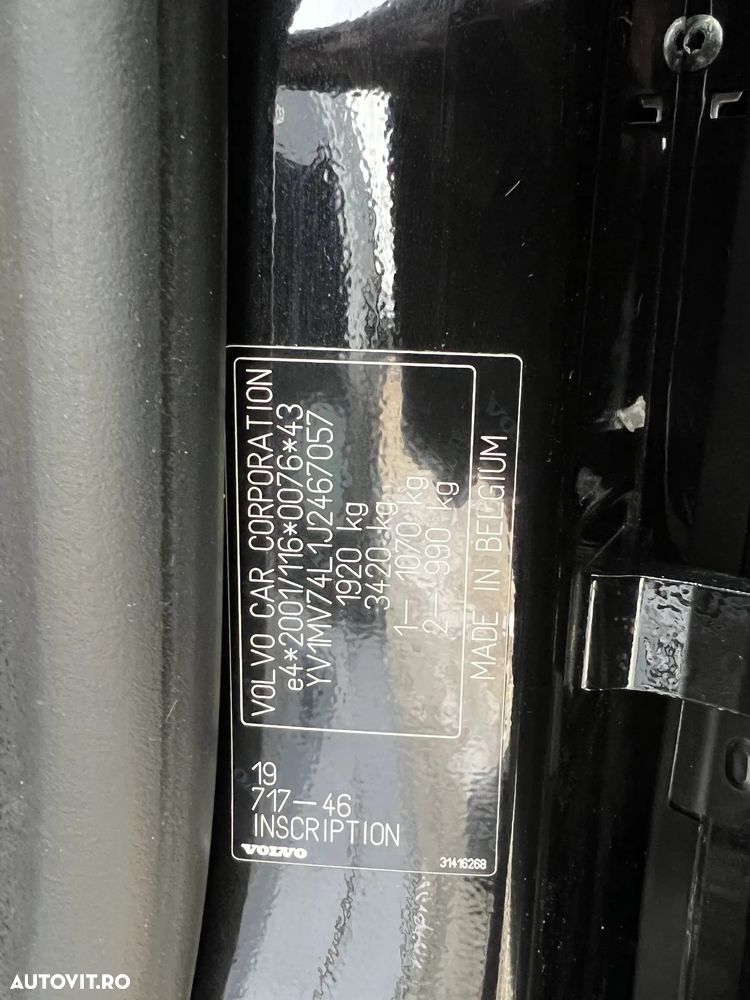 VOLVO CAR CORPORATION
e4*2001/116*0076*43
YV1MV74L1J2467057
1920 kg
3420 kg
1- 1070 kg
2- 990 kg
MADE IN BELGIUM
19
717-46
INSCRIPTION
VOLVO
31416268
AUTOVIT.RO